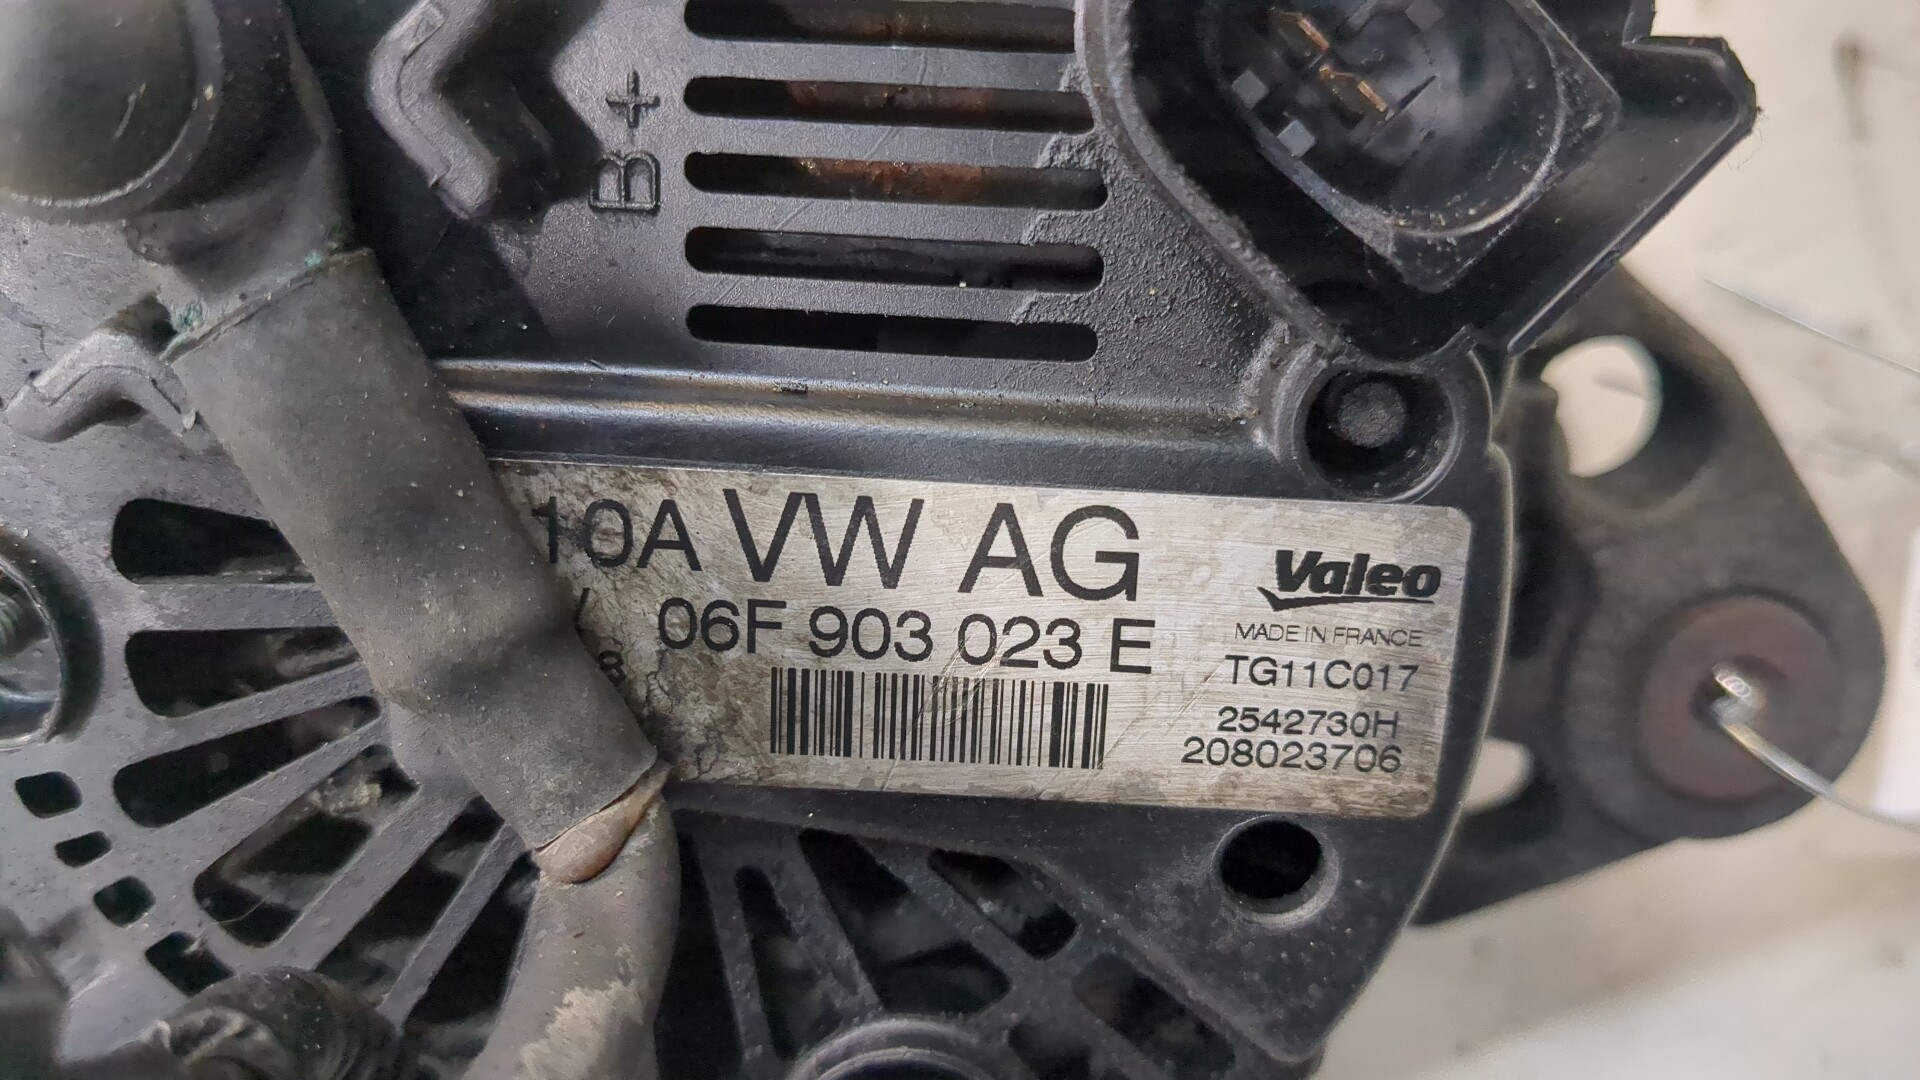 B+
10A VW AG
06F 903 023 E
Valeo
MADE IN FRANCE
TG11C017
2542730H
208023706